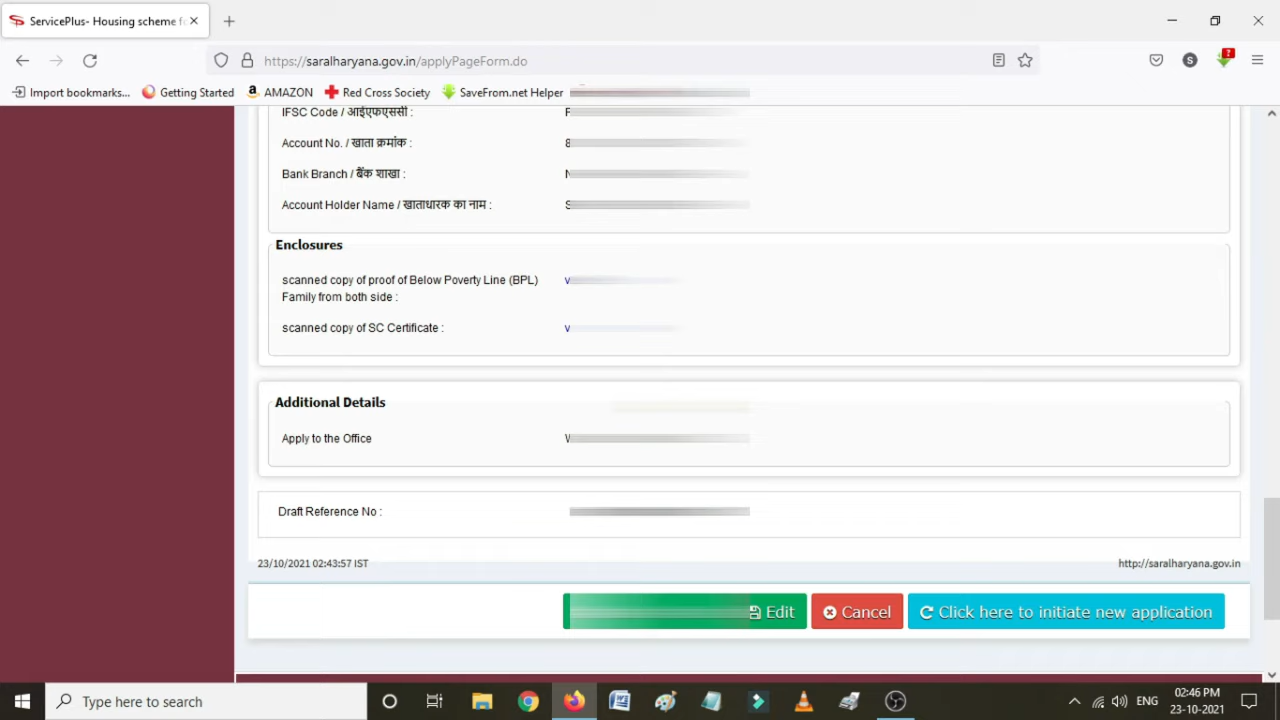 ServicePlus- Housing scheme f
https://saralharyana.gov.in/applyPageForm.do
Import bookmarks... Getting Started AMAZON Red Cross Society SaveFrom.net Helper
IFSC Code / आईएफएससी :
Account No. / खाता क्रमांक :
Bank Branch / बैंक शाखा :
Account Holder Name / खाताधारक का नाम :
Enclosures
scanned copy of proof of Below Poverty Line (BPL)
Family from both side :
scanned copy of SC Certificate :
Additional Details
Apply to the Office
Draft Reference No :
23/10/2021 02:43:57 IST http://saralharyana.gov.in
Edit Cancel Click here to initiate new application
Type here to search ENG 02:46 PM
23-10-2021